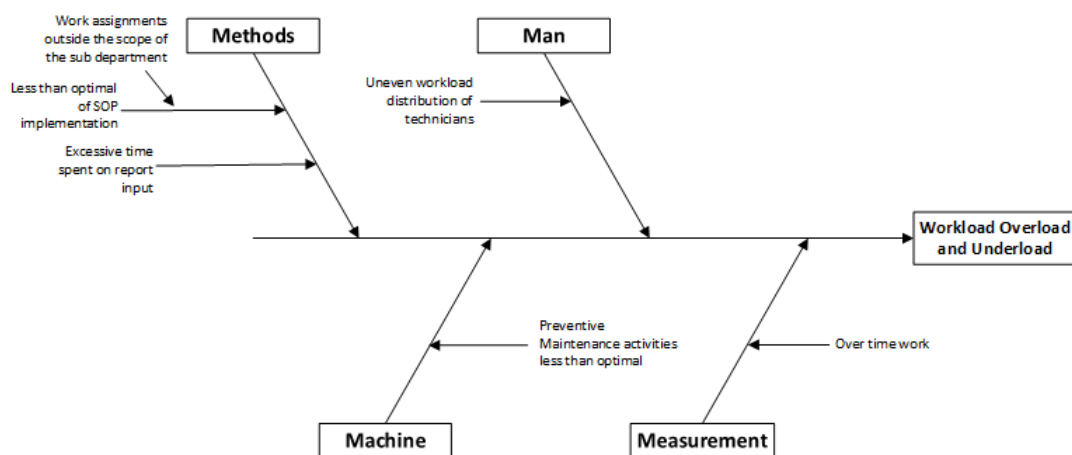 Work assignments
outside the scope of
the sub department
Methods
Man
Less than optimal
of SOP
implementation
Uneven workload
distribution of
technicians
Excessive time
spent on report
input
Workload Overload
and Underload
Preventive
Maintenance activities
less than optimal
Over time work
Machine
Measurement